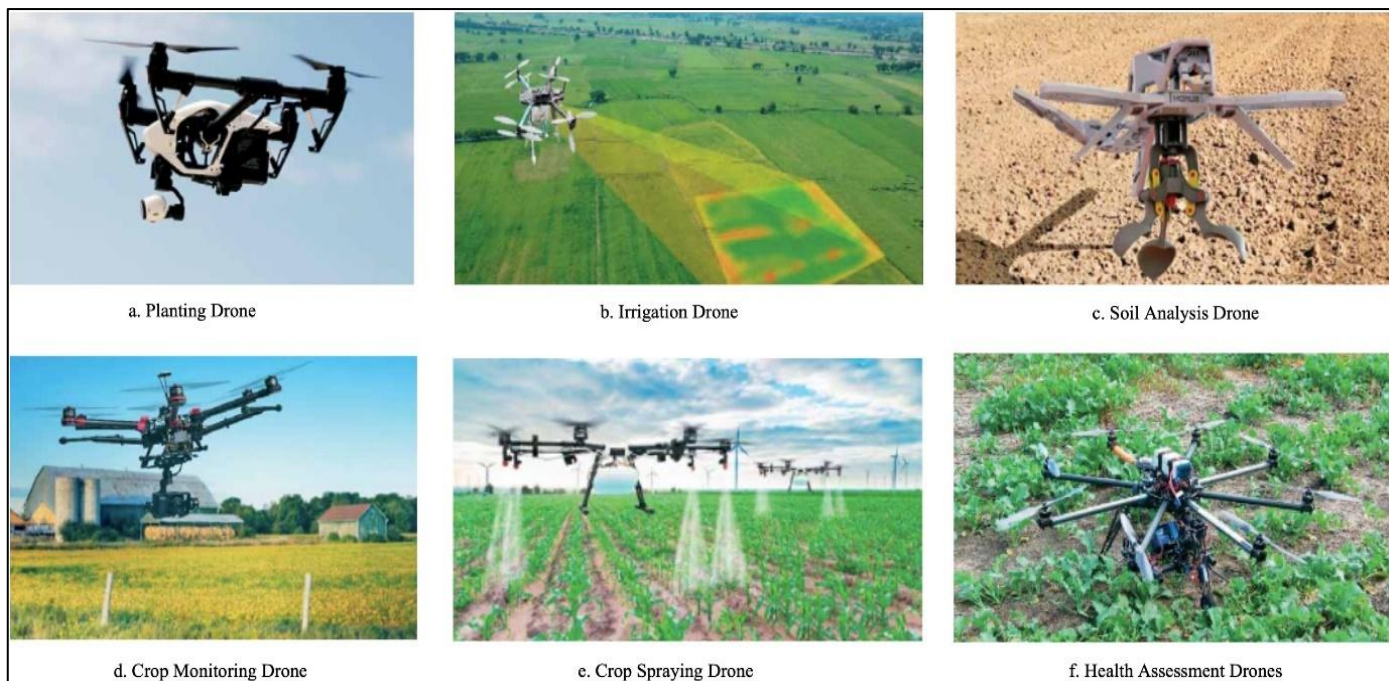 a. Planting Drone
b. Irrigation Drone
c. Soil Analysis Drone
d. Crop Monitoring Drone
e. Crop Spraying Drone
f. Health Assessment Drones